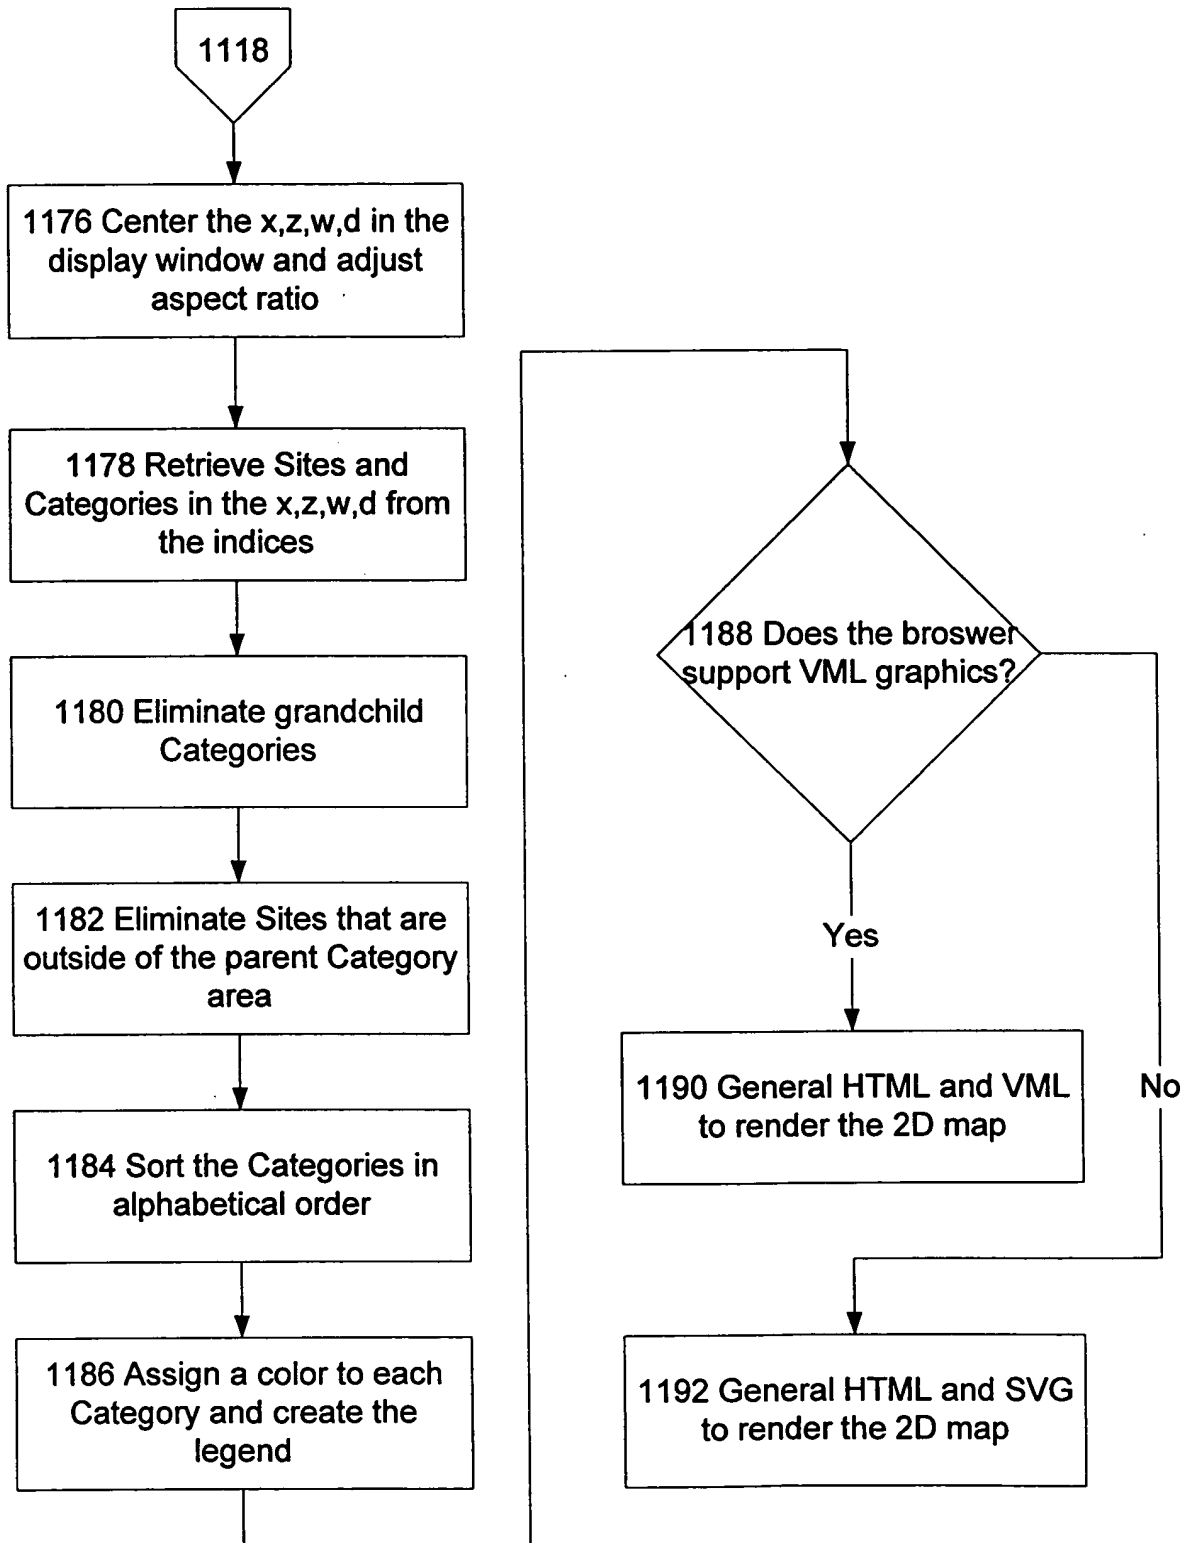 1118
1176 Center the x,z,w,d in the
display window and adjust
aspect ratio
1178 Retrieve Sites and
Categories in the x,z,w,d from
the indices
1180 Eliminate grandchild
Categories
1182 Eliminate Sites that are
outside of the parent Category
area
1184 Sort the Categories in
alphabetical order
1186 Assign a color to each
Category and create the
legend
1188 Does the broswer
support VML graphics?
Yes
No
1190 General HTML and VML
to render the 2D map
1192 General HTML and SVG
to render the 2D map